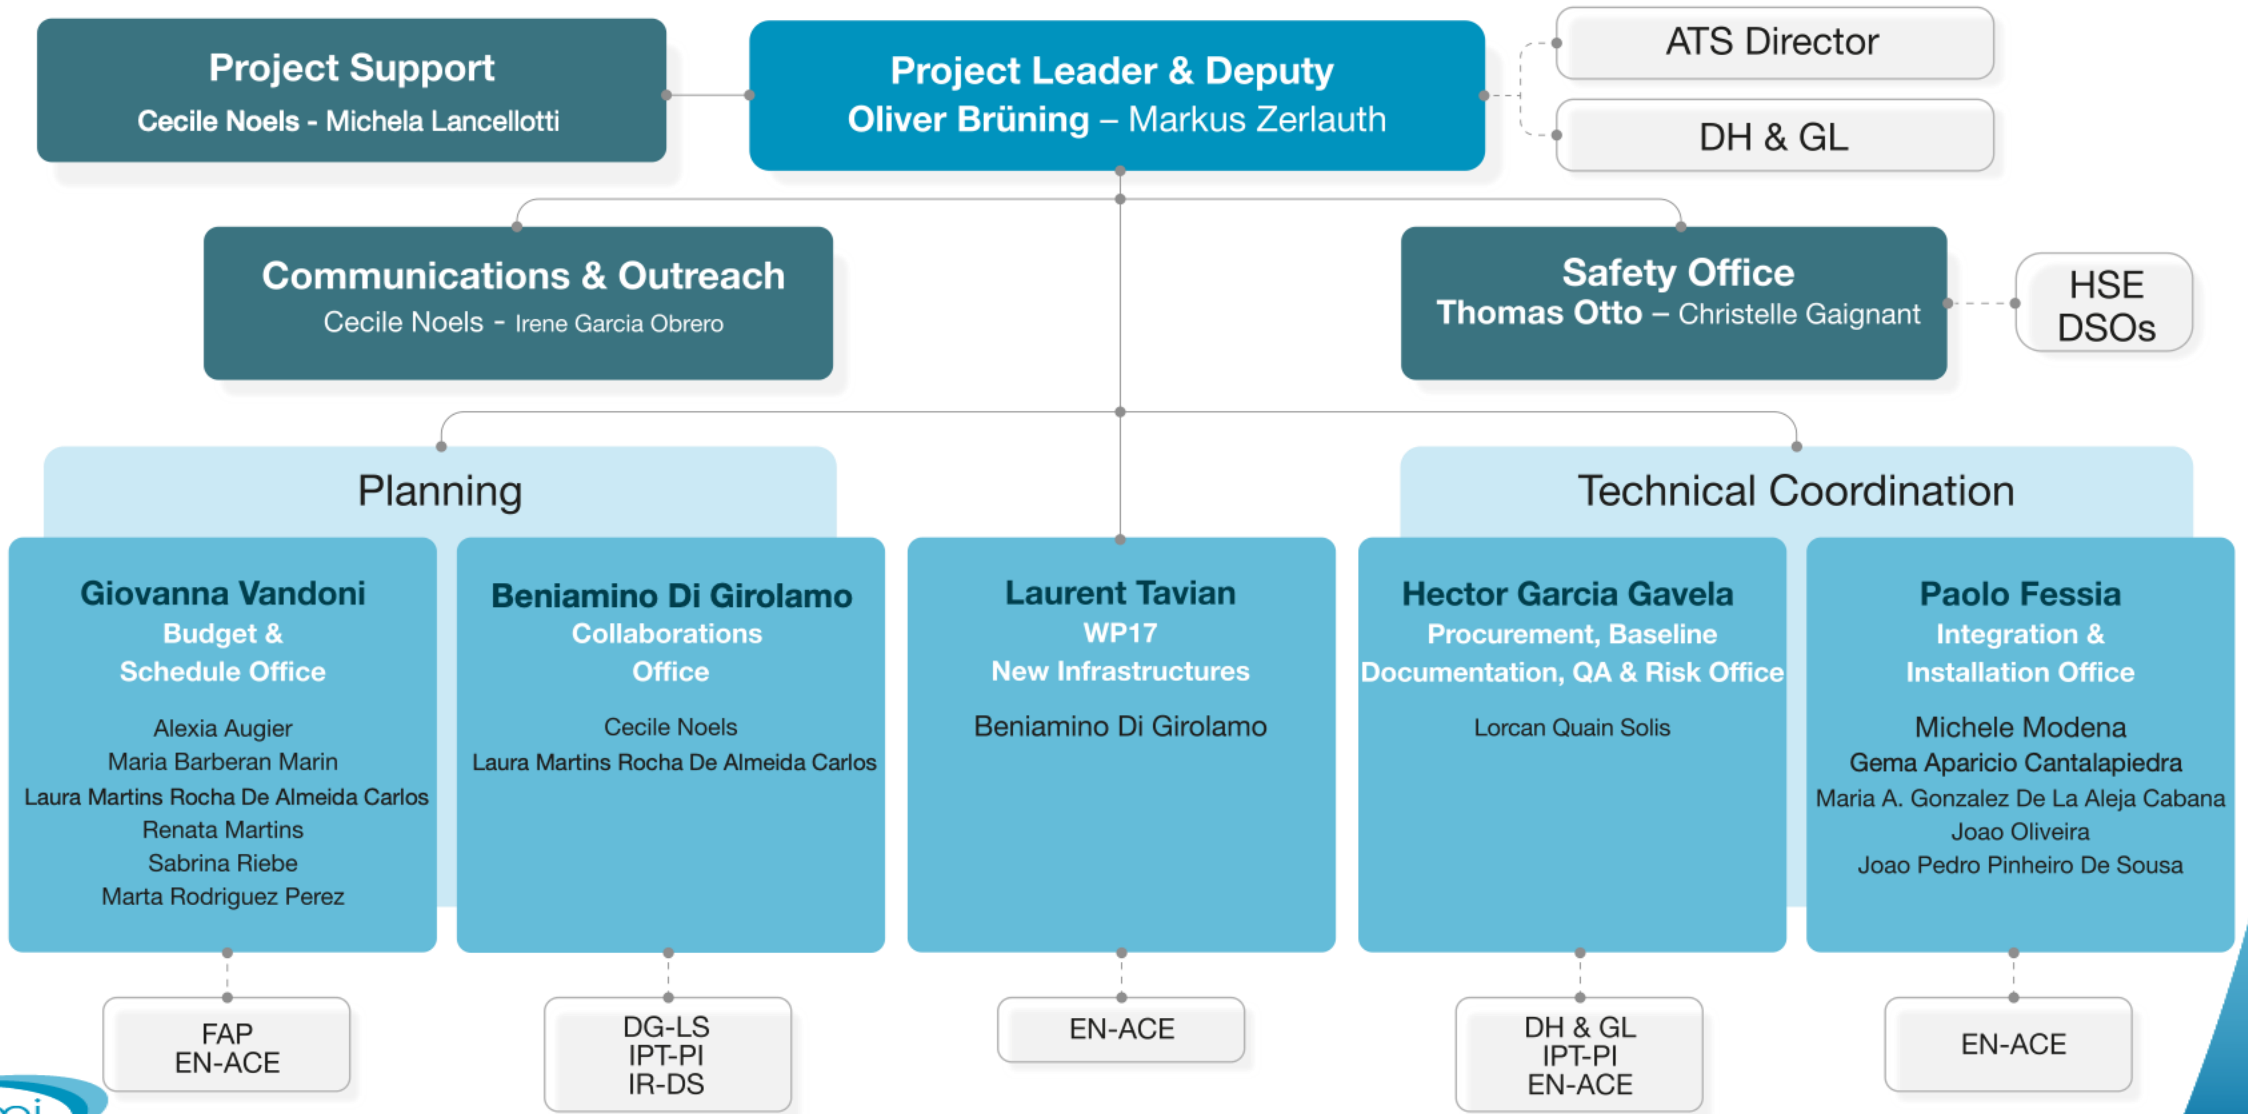 Project Support
Cecile Noels - Michela Lancellotti
Project Leader & Deputy
Oliver Brüning – Markus Zerlauth
ATS Director
DH & GL
Communications & Outreach
Cecile Noels - Irene Garcia Obrero
Safety Office
Thomas Otto – Christelle Gaignant
HSE
DSOs
Planning
Technical Coordination
Giovanna Vandoni
Budget &
Schedule Office
Alexia Augier
Maria Barberan Marin
Laura Martins Rocha De Almeida Carlos
Renata Martins
Sabrina Riebe
Marta Rodriguez Perez
FAP
EN-ACE
Beniamino Di Girolamo
Collaborations
Office
Cecile Noels
Laura Martins Rocha De Almeida Carlos
DG-LS
IPT-PI
IR-DS
Laurent Tavian
WP17
New Infrastructures
Beniamino Di Girolamo
EN-ACE
Hector Garcia Gavela
Procurement, Baseline
Documentation, QA & Risk Office
Lorcan Quain Solis
DH & GL
IPT-PI
EN-ACE
Paolo Fessia
Integration &
Installation Office
Michele Modena
Gema Aparicio Cantalapiedra
Maria A. Gonzalez De La Aleja Cabana
Joao Oliveira
Joao Pedro Pinheiro De Sousa
EN-ACE